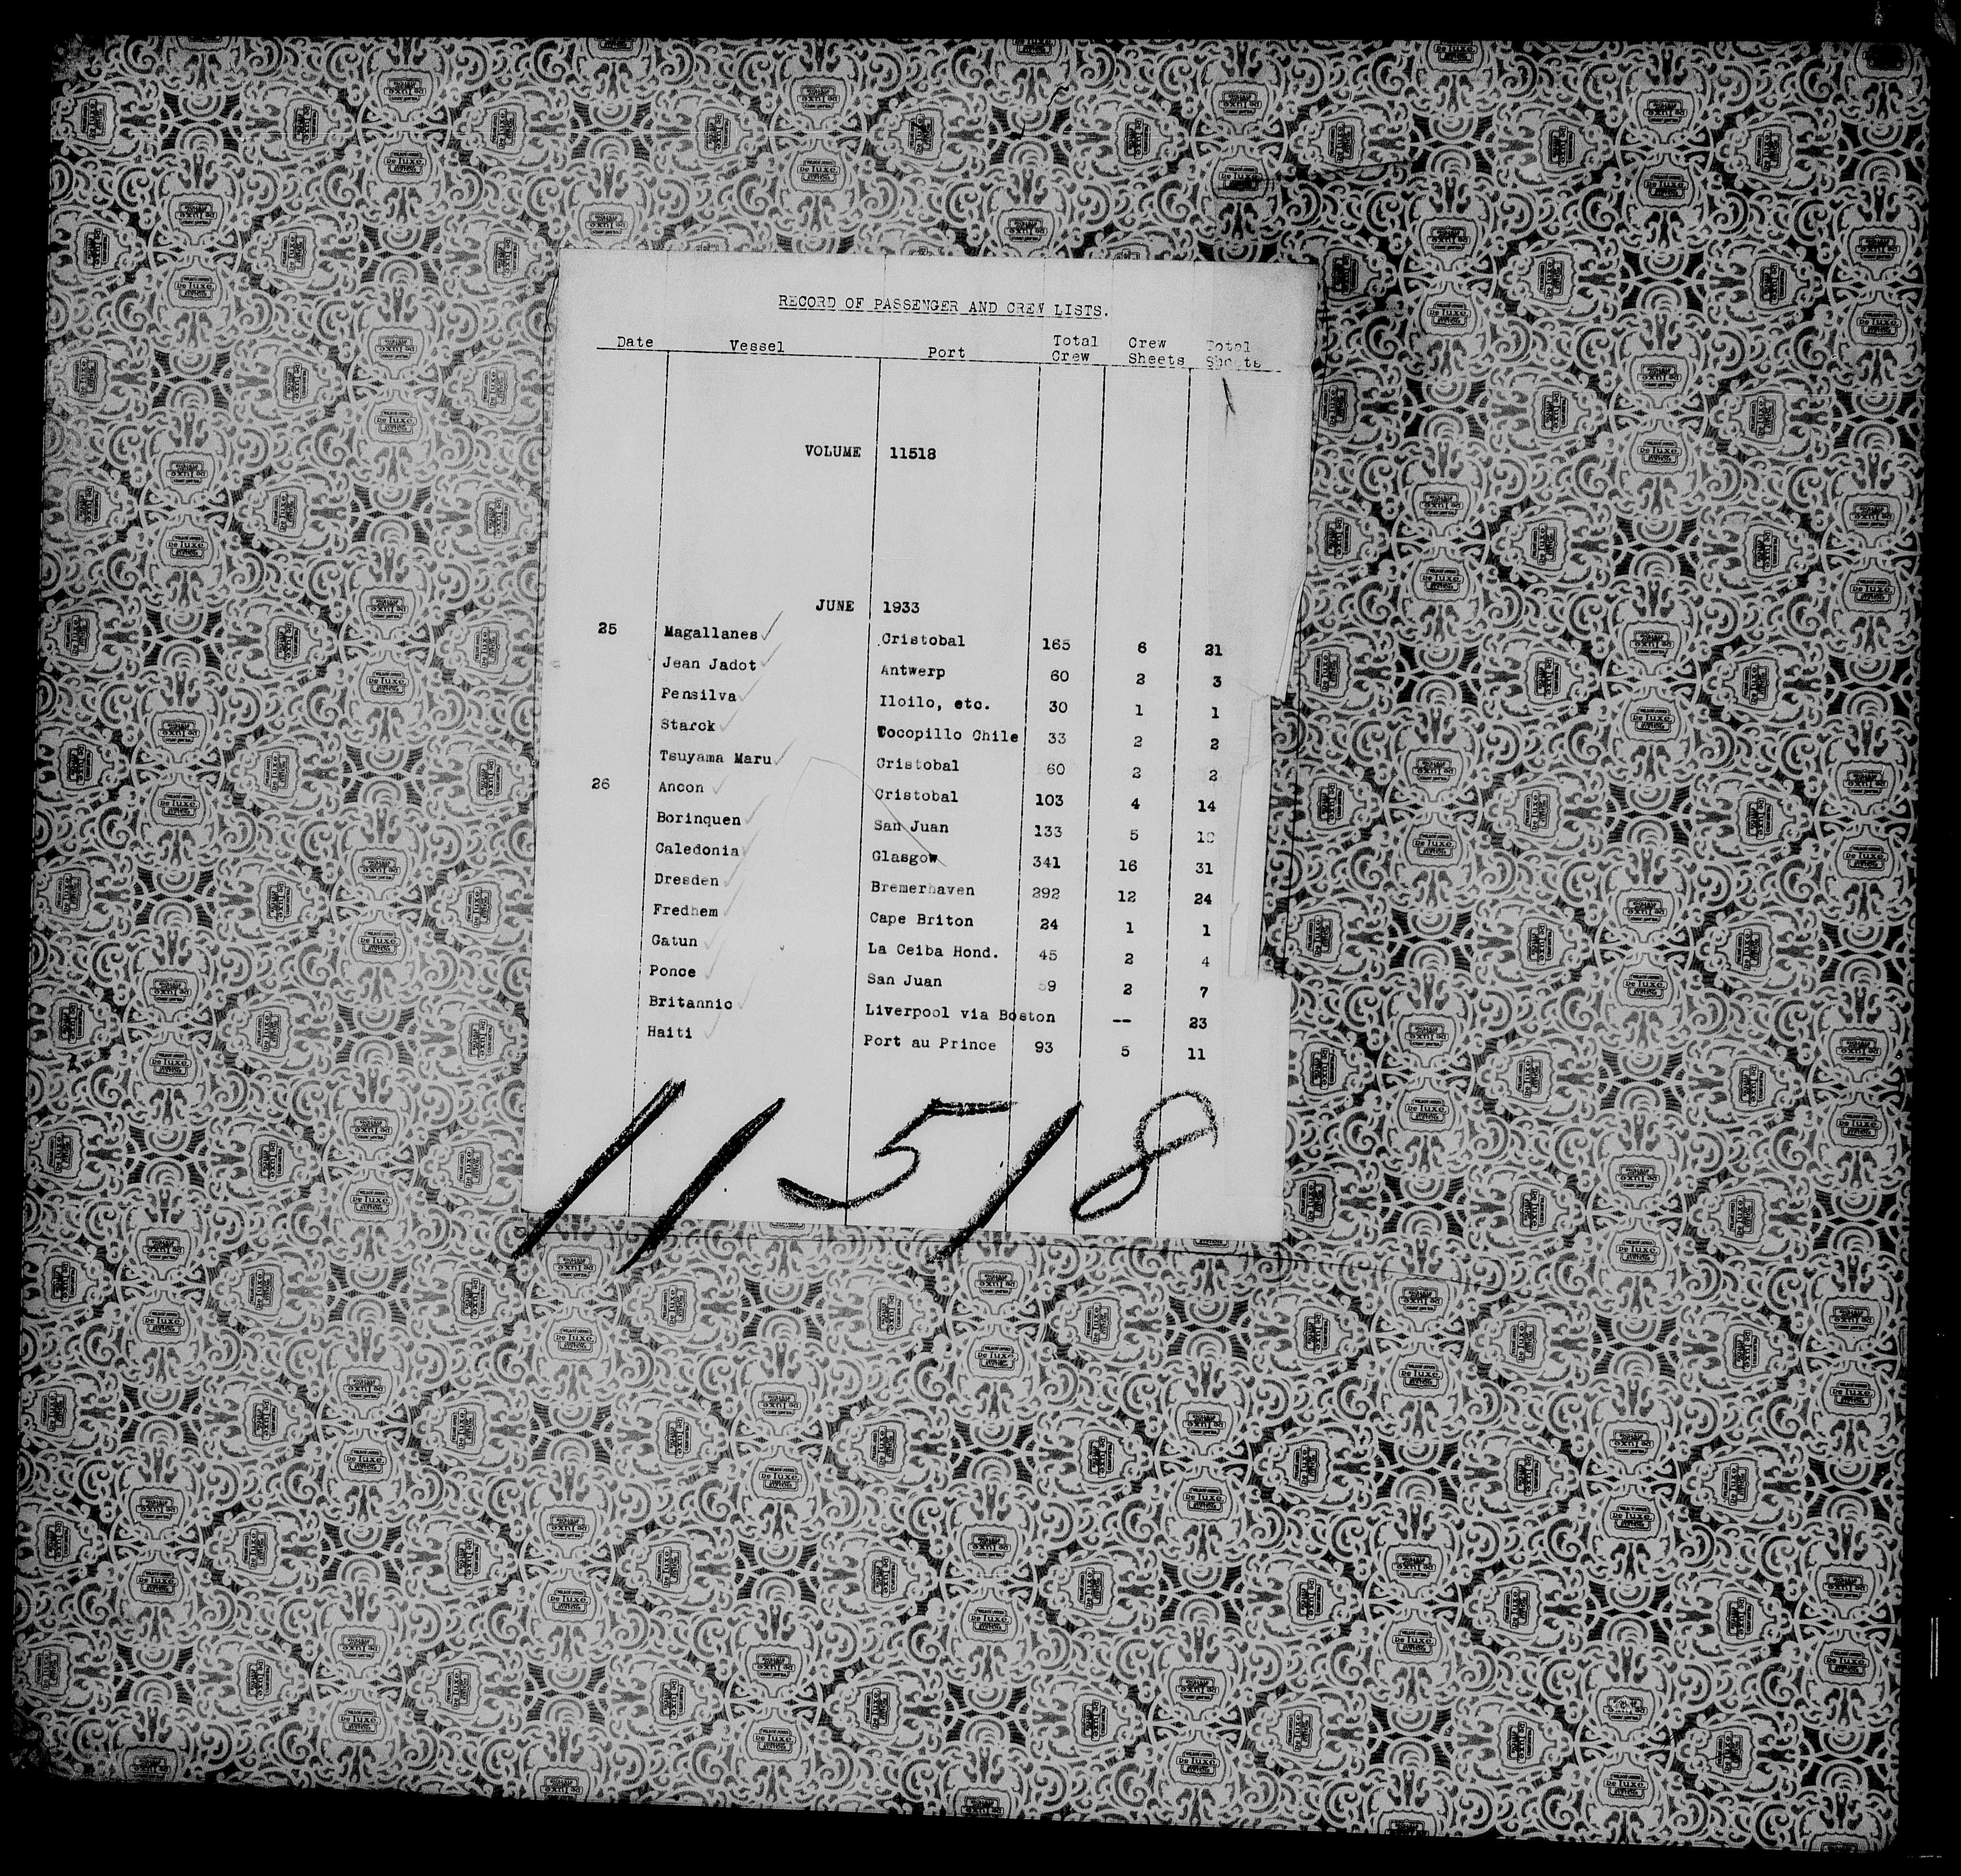 RECORD OF PASSENGER AND CREW LISTS.
Date Vessel Port Total Crew Crew Sheets Total Sheets
VOLUME 11518
JUNE 1933
25 Magallanes Cristobal 165 6 21
Jean Jadot Antwerp 60 2 3
Pensilva Iloilo, etc. 30 1 1
Starck Tocopillo Chile 33 2 2
Tsuyama Maru Cristobal 60 2 2
26 Ancon Cristobal 103 4 14
Borinquen San Juan 133 5
Caledonia Glasgow 341 16 31
Dresden Bremerhaven 292 12 24
Fredhem Cape Briton 24 1 1
Gatun La Ceiba Hond. 45 2 4
Ponce San Juan 2 7
Britannic Liverpool via Boston -- 23
Haiti Port au Prince 93 5 11
11518